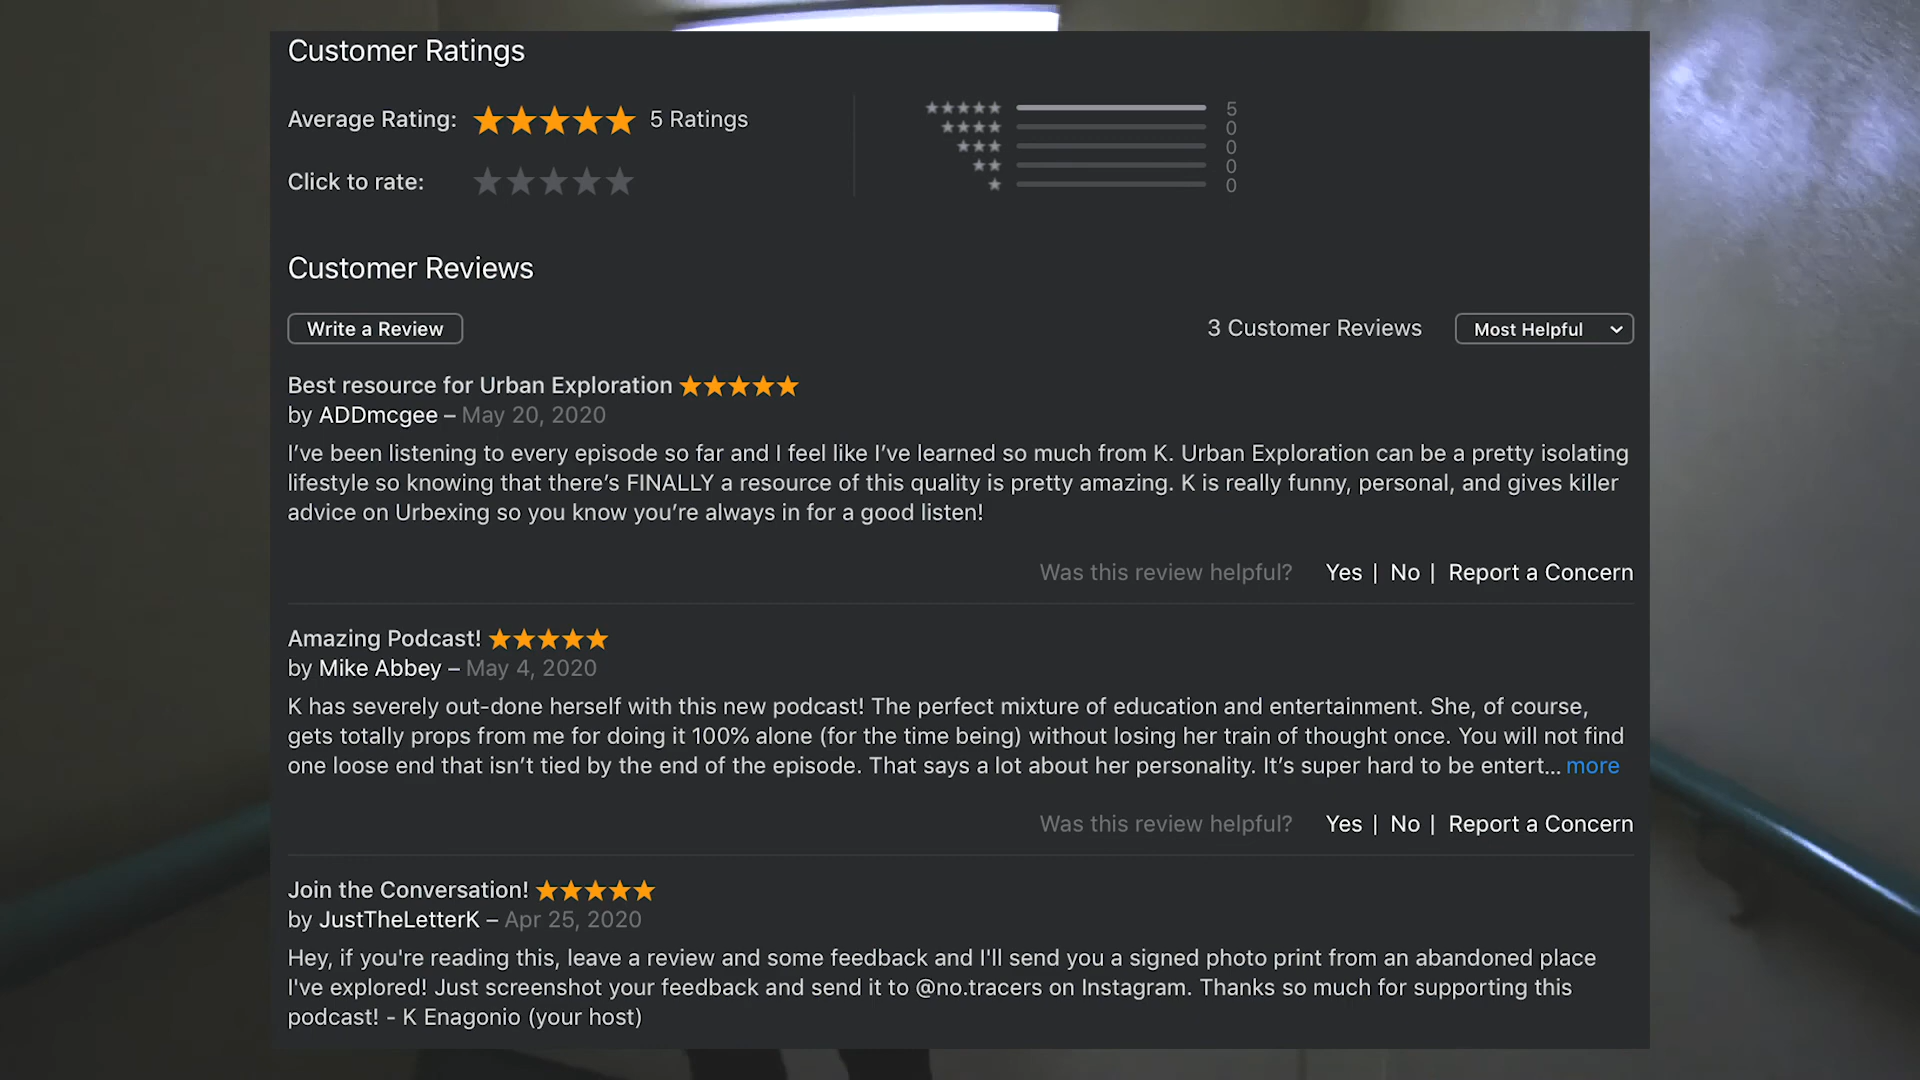 Customer Ratings
Average Rating: 5 Ratings
5
0
0
0
0
Click to rate:
Customer Reviews
Write a Review
3 Customer Reviews
Most Helpful
Best resource for Urban Exploration
by ADDmcgee – May 20, 2020
I’ve been listening to every episode so far and I feel like I’ve learned so much from K. Urban Exploration can be a pretty isolating
lifestyle so knowing that there’s FINALLY a resource of this quality is pretty amazing. K is really funny, personal, and gives killer
advice on Urbexing so you know you’re always in for a good listen!
Was this review helpful? Yes | No | Report a Concern
Amazing Podcast!
by Mike Abbey – May 4, 2020
K has severely out-done herself with this new podcast! The perfect mixture of education and entertainment. She, of course,
gets totally props from me for doing it 100% alone (for the time being) without losing her train of thought once. You will not find
one loose end that isn’t tied by the end of the episode. That says a lot about her personality. It’s super hard to be entert... more
Was this review helpful? Yes | No | Report a Concern
Join the Conversation!
by JustTheLetterK – Apr 25, 2020
Hey, if you're reading this, leave a review and some feedback and I'll send you a signed photo print from an abandoned place
I've explored! Just screenshot your feedback and send it to @no.tracers on Instagram. Thanks so much for supporting this
podcast! - K Enagonio (your host)